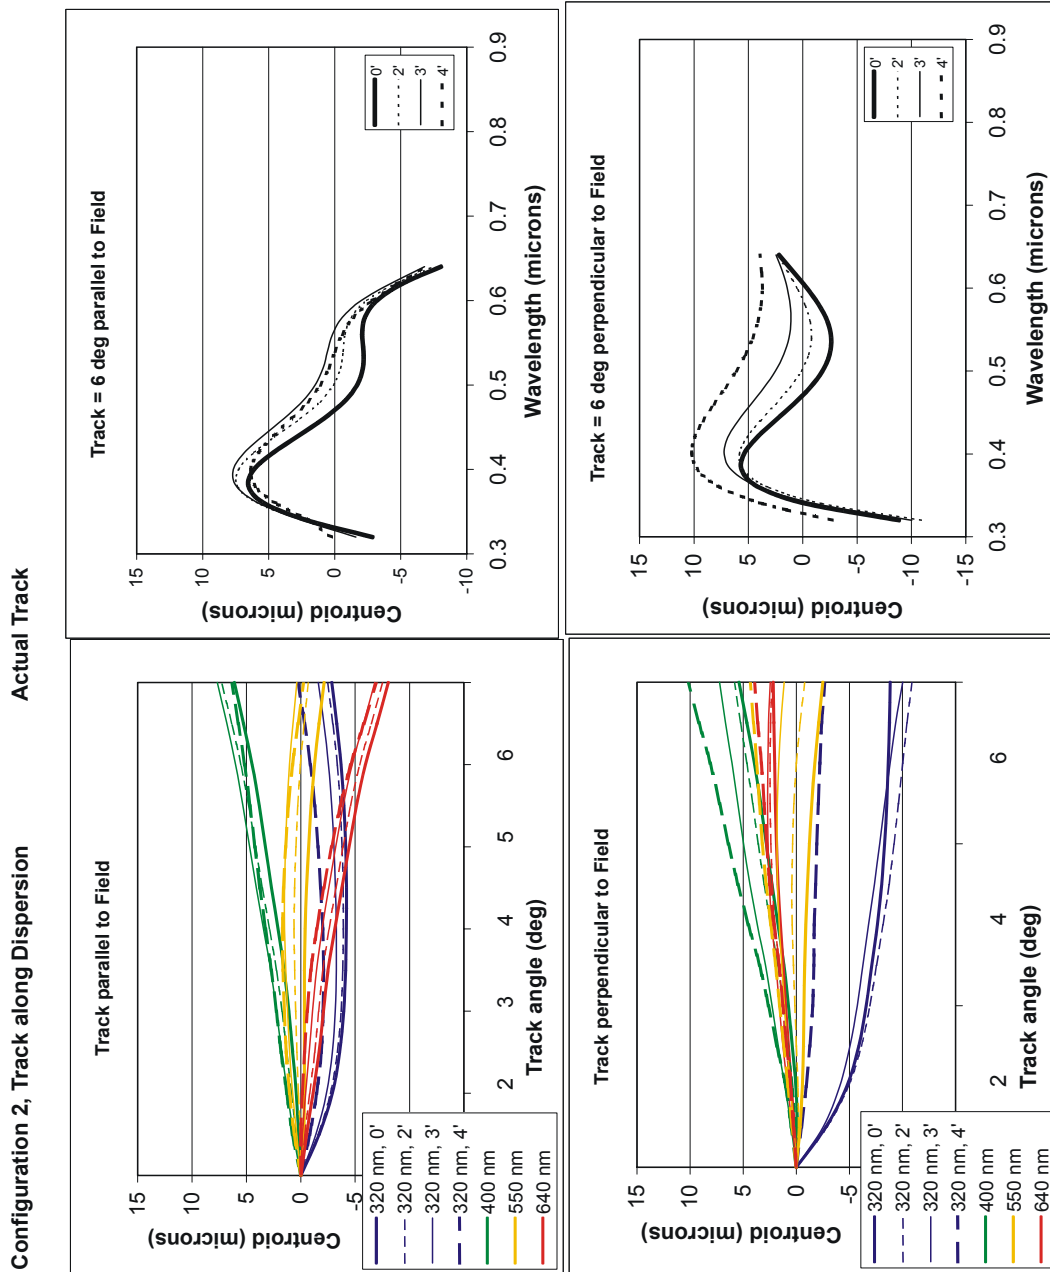 Configuration 2, Track along Dispersion Actual Track
Track parallel to Field
15
10
5
0
-5
Centroid (microns)
2
3
4
5
6
Track angle (deg)
320 nm, 0'
320 nm, 2'
320 nm, 3'
320 nm, 4'
400 nm
550 nm
640 nm
Track = 6 deg parallel to Field
15
10
5
0
-5
-10
Centroid (microns)
0.3
0.4
0.5
0.6
0.7
0.8
0.9
Wavelength (microns)
0'
2'
3'
4'
Track perpendicular to Field
15
10
5
0
-5
Centroid (microns)
2
4
6
Track angle (deg)
320 nm, 0'
320 nm, 2'
320 nm, 3'
320 nm, 4'
400 nm
550 nm
640 nm
Track = 6 deg perpendicular to Field
15
10
5
0
-5
-10
-15
Centroid (microns)
0.3
0.4
0.5
0.6
0.7
0.8
0.9
Wavelength (microns)
0'
2'
3'
4'